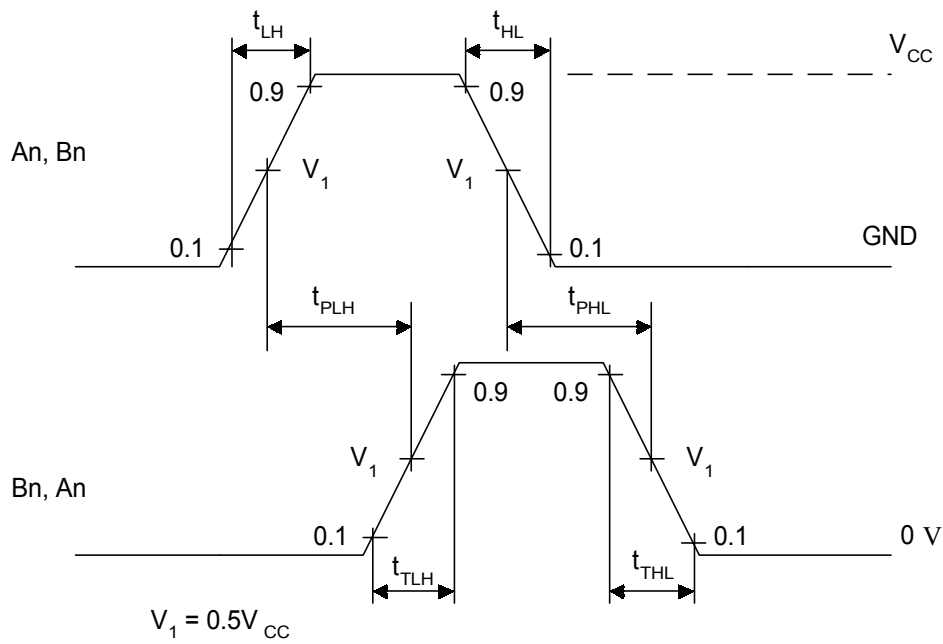 t_LH t_HL
V_CC
0.9 0.9
An, Bn V_1 V_1
0.1 0.1 GND
t_PLH t_PHL
0.9 0.9
V_1 V_1
Bn, An
0.1 0.1 0 V
t_TLH t_THL
V_1 = 0.5V_CC